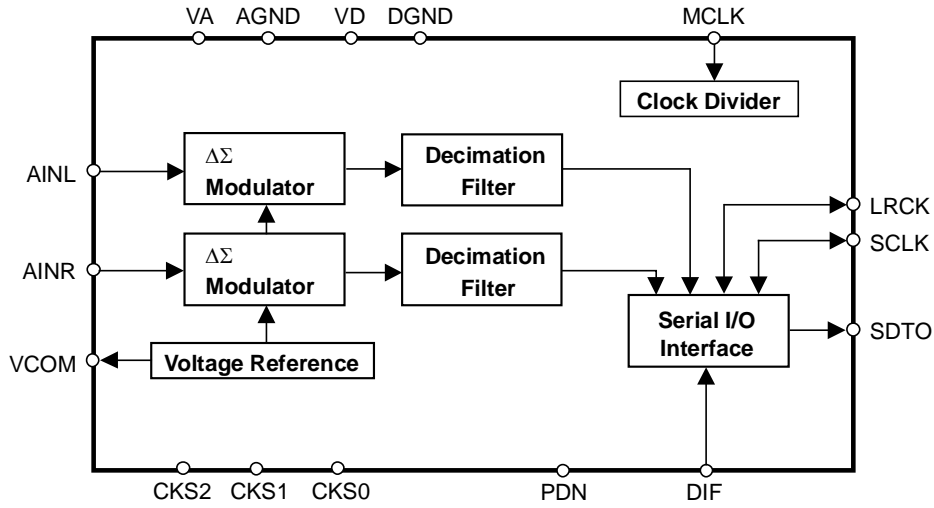 VA AGND VD DGND MCLK
Clock Divider
AINL
ΔΣ
Modulator
Decimation
Filter
LRCK
SCLK
AINR
ΔΣ
Modulator
Decimation
Filter
Serial I/O
Interface
SDTO
VCOM
Voltage Reference
CKS2 CKS1 CKS0 PDN DIF